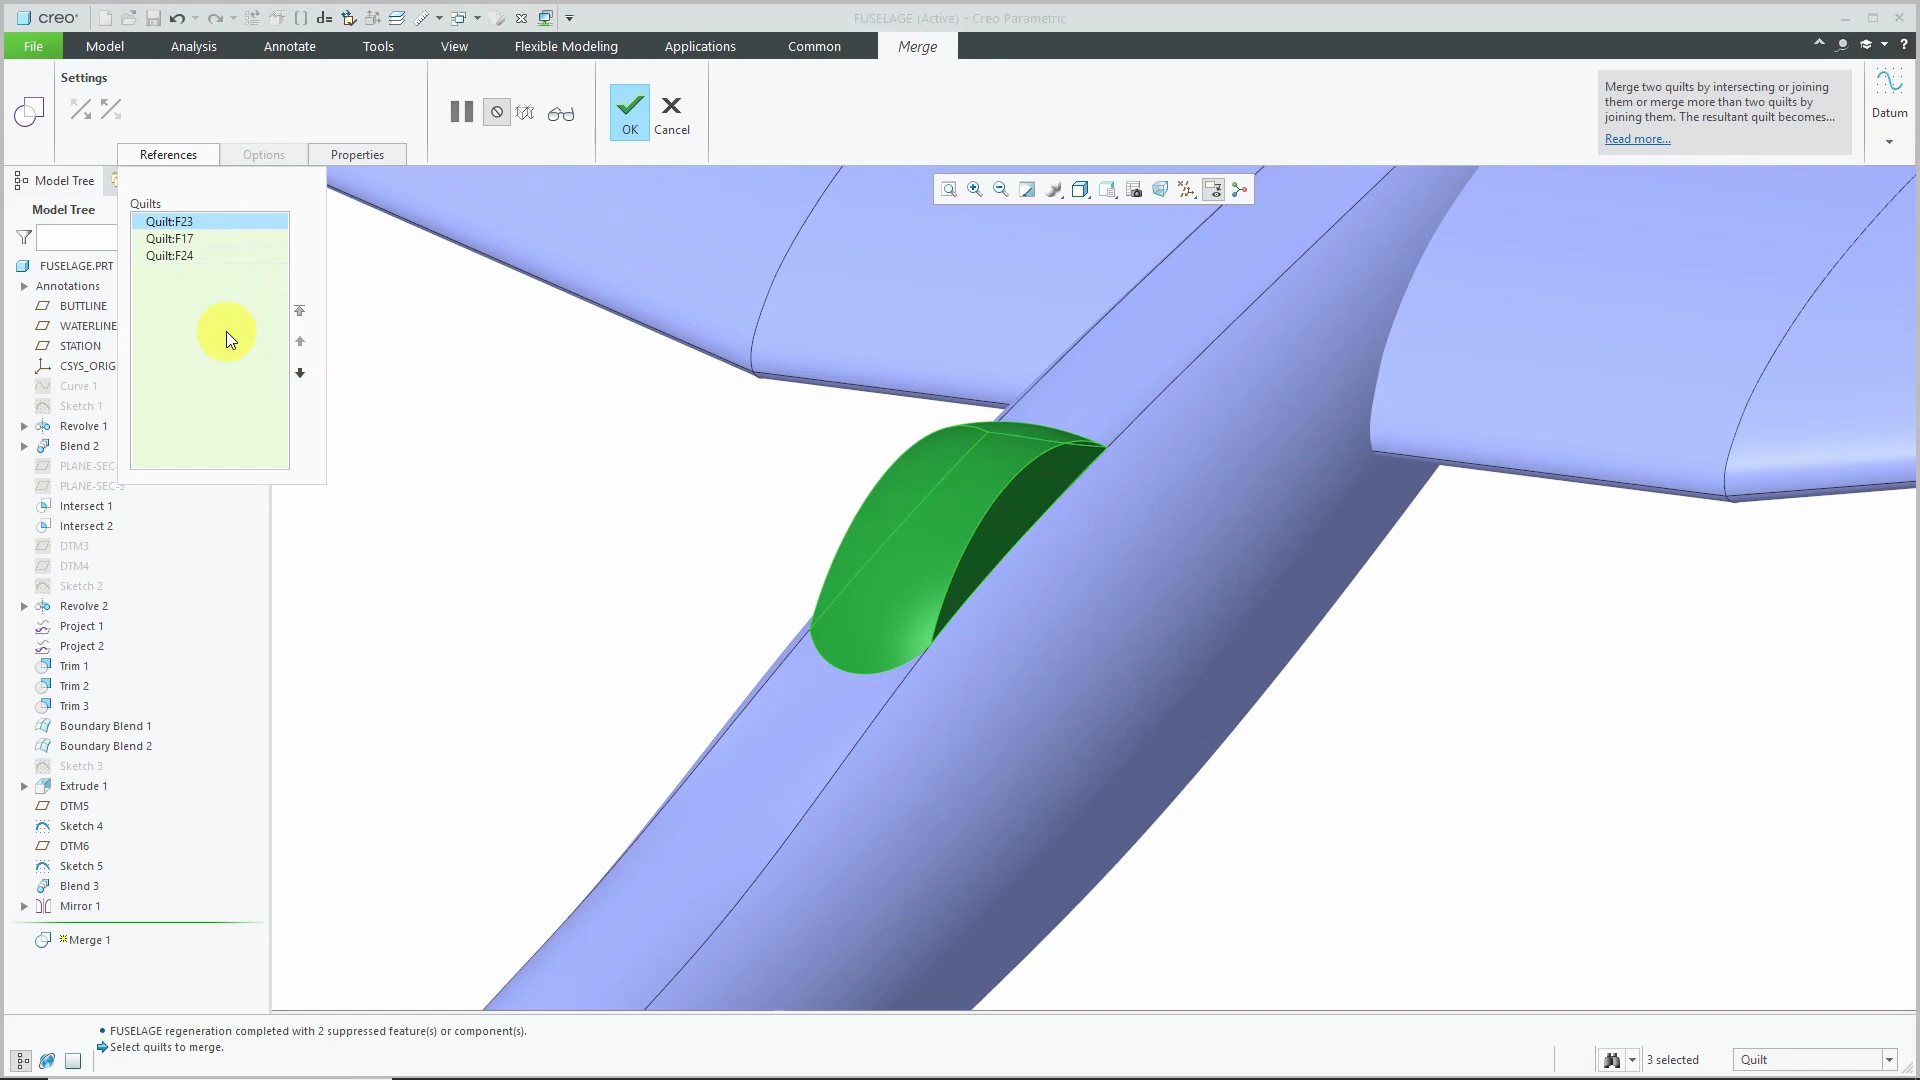 creo
FUSELAGE (Active) - Creo Parametric
File
Model
Analysis
Annotate
Tools
View
Flexible Modeling
Applications
Common
Merge
Settings
OK
Cancel
References
Options
Properties
Merge two quilts by intersecting or joining
them or merge more than two quilts by
joining them. The resultant quilt becomes...
Read more...
Datum
Model Tree
Model Tree
Quilts
Quilt:F23
Quilt:F17
Quilt:F24
FUSELAGE.PRT
Annotations
BUTTLINE
WATERLINE
STATION
CSYS_ORIG
Curve 1
Sketch 1
Revolve 1
Blend 2
PLANE-SEC-
PLANE-SEC-3
Intersect 1
Intersect 2
DTM3
DTM4
Sketch 2
Revolve 2
Project 1
Project 2
Trim 1
Trim 2
Trim 3
Boundary Blend 1
Boundary Blend 2
Sketch 3
Extrude 1
DTM5
Sketch 4
DTM6
Sketch 5
Blend 3
Mirror 1
Merge 1
FUSELAGE regeneration completed with 2 suppressed feature(s) or component(s).
Select quilts to merge.
3 selected
Quilt